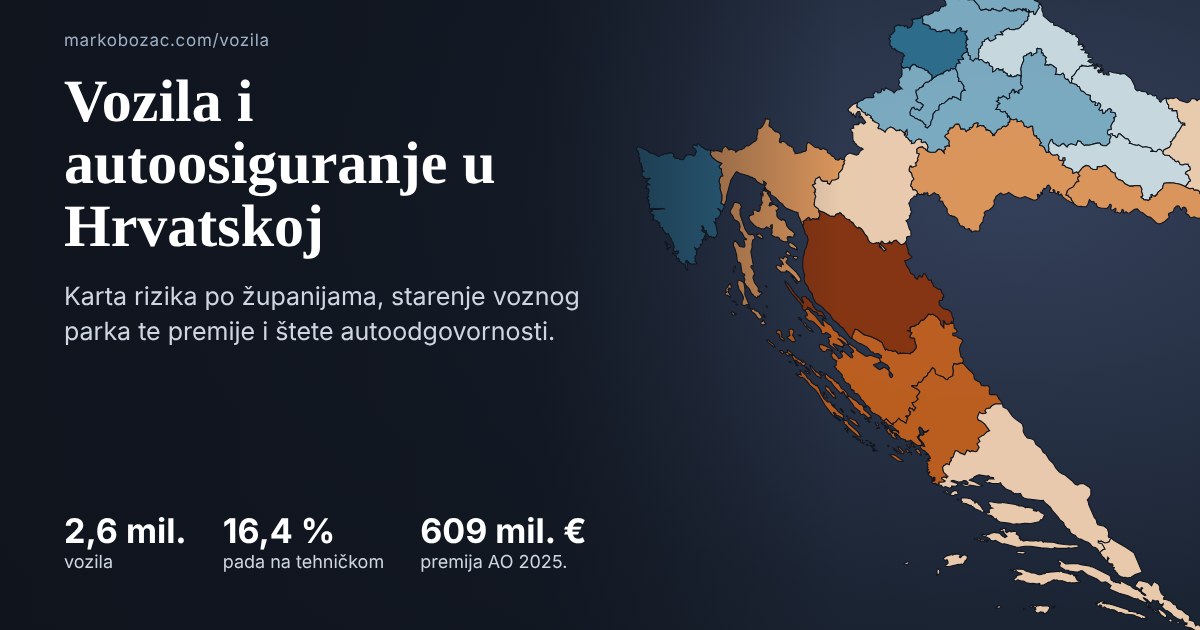 markobozac.com/vozila
Vozila i
autoosiguranje u
Hrvatskoj
Karta rizika po županijama, starenje voznog
parka te premije i štete autoodgovornosti.
2,6 mil.
vozila
16,4 %
pada na tehničkom
609 mil. €
premija AO 2025.